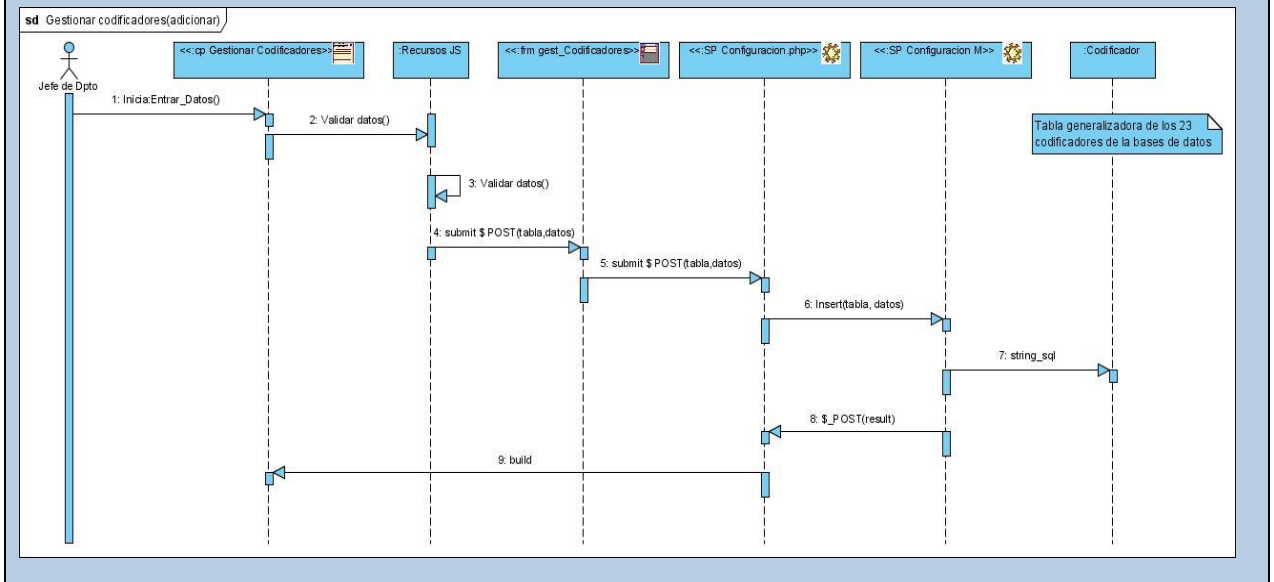 sd Gestionar codificadores(adicionar)
<<:cp Gestionar Codificadores>>
:Recursos JS
<<:frm gest_Codificadores>>
<<:SP Configuracion.php>>
<<:SP Configuracion M>>
:Codificador
Jefe de Dpto
1: Inicia:Entrar_Datos()
2: Validar datos()
Tabla generalizadora de los 23
codificadores de la bases de datos
3: Validar datos()
4: submit $ POST(tabla,datos)
5: submit $ POST(tabla,datos)
6: Insert(tabla, datos)
7: string_sql
8: $_POST(result)
9: build